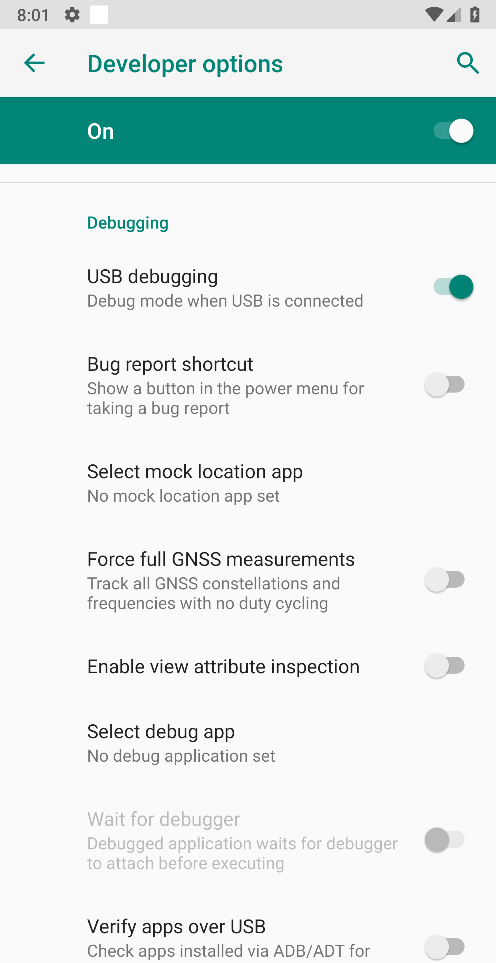 8:01
Developer options
On
Debugging
USB debugging
Debug mode when USB is connected
Bug report shortcut
Show a button in the power menu for
taking a bug report
Select mock location app
No mock location app set
Force full GNSS measurements
Track all GNSS constellations and
frequencies with no duty cycling
Enable view attribute inspection
Select debug app
No debug application set
Wait for debugger
Debugged application waits for debugger
to attach before executing
Verify apps over USB
Check apps installed via ADB/ADT for